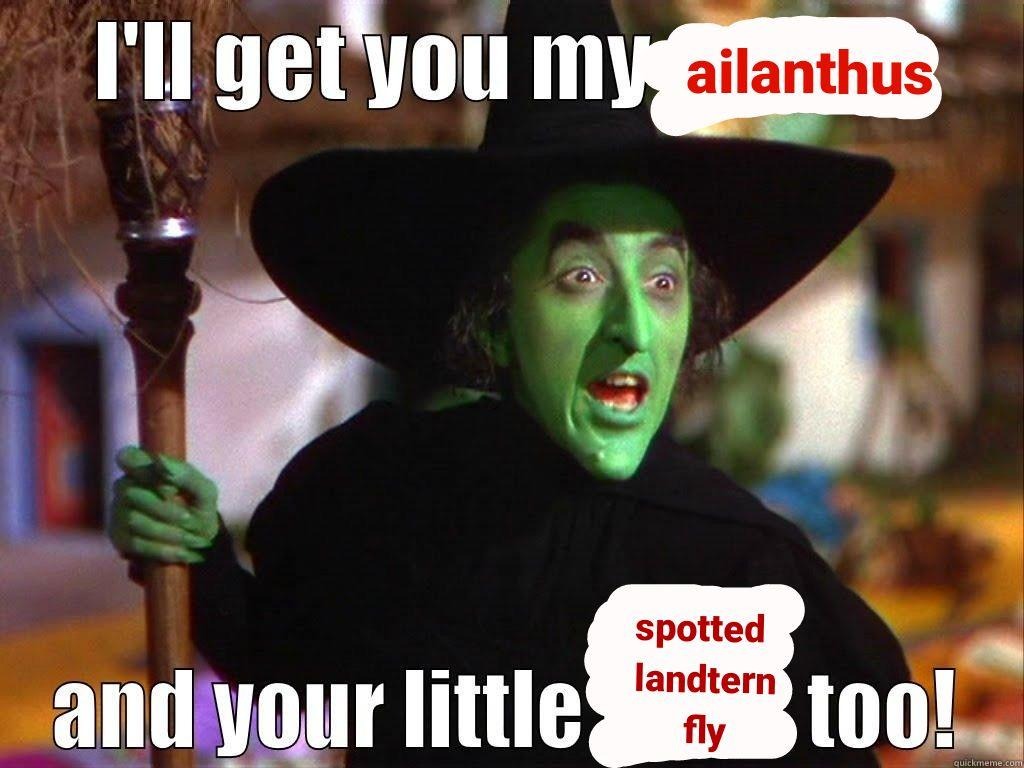 I'll get you my ailanthus
spotted
landtern
and your little fly too!
quickmeme.com